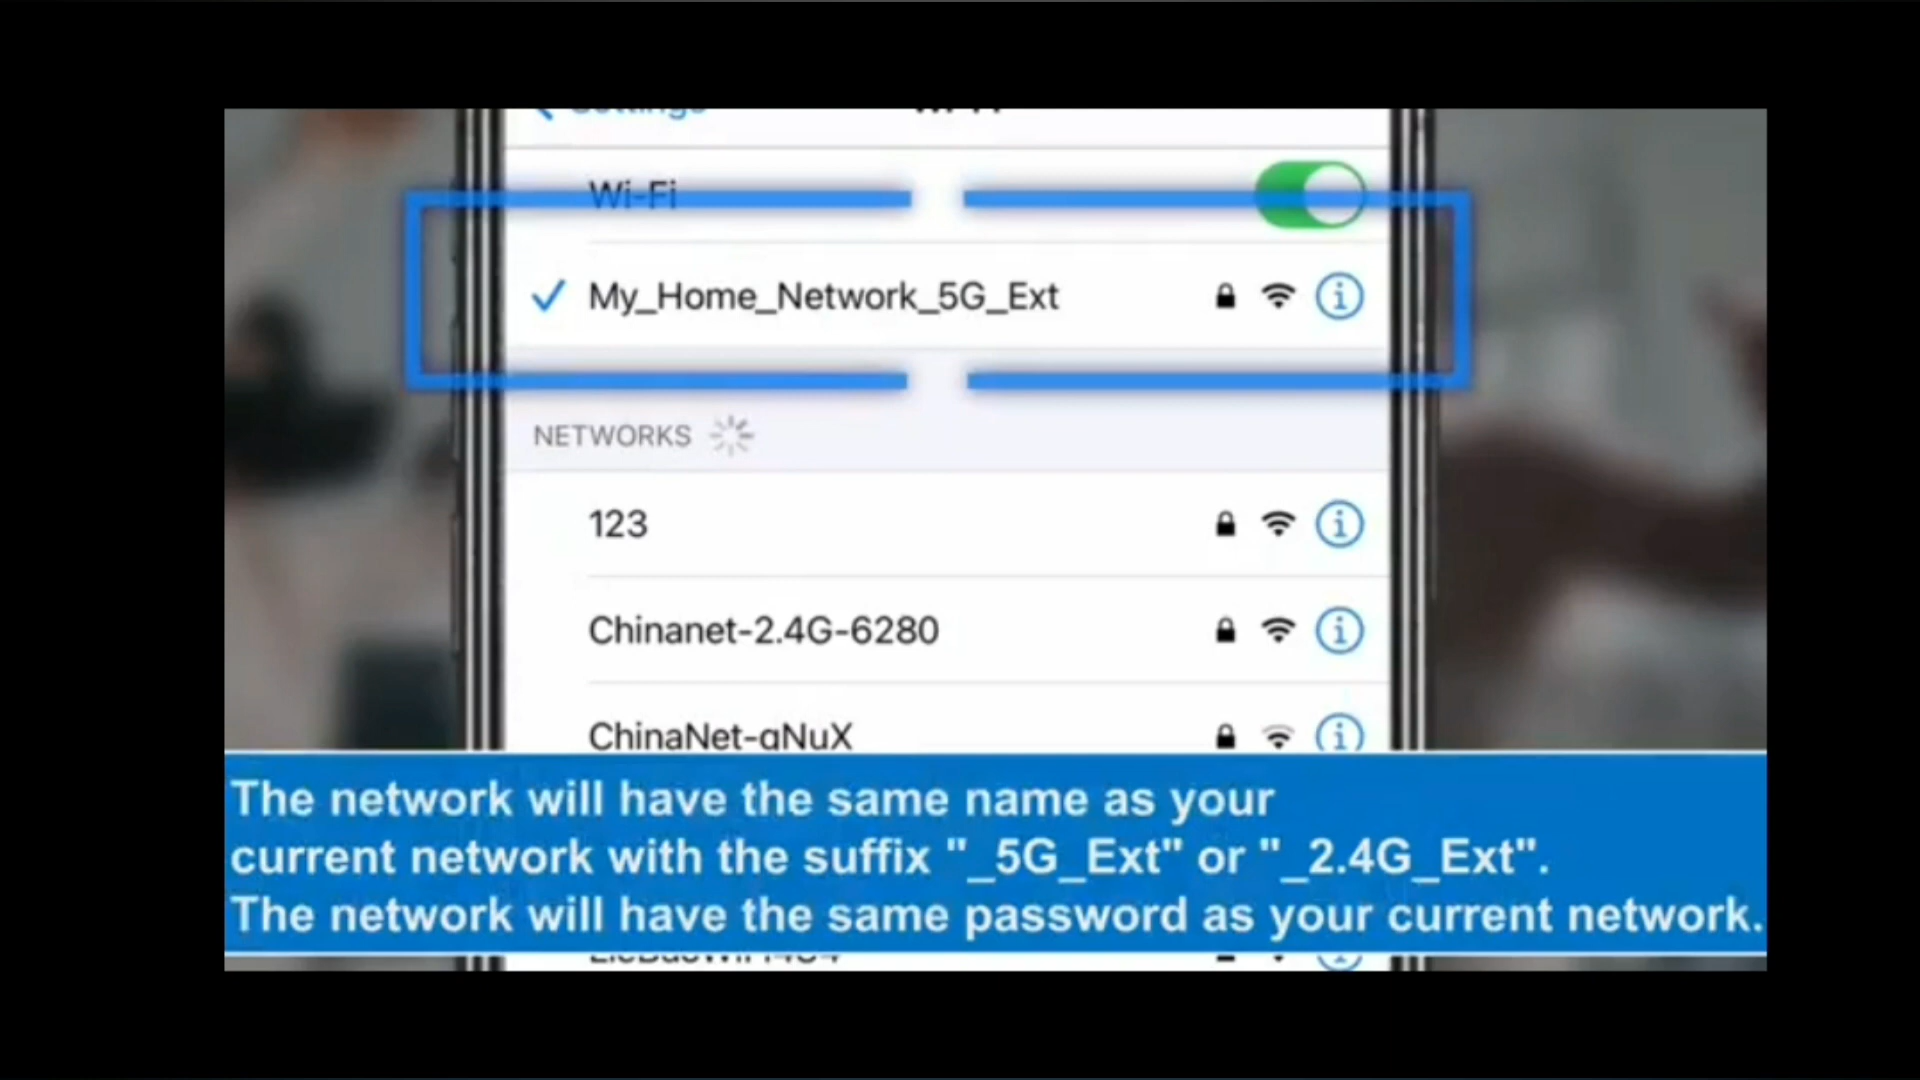 Wi-Fi
My_Home_Network_5G_Ext
NETWORKS
123
Chinanet-2.4G-6280
ChinaNet-qNuX
The network will have the same name as your
current network with the suffix "_5G_Ext" or "_2.4G_Ext".
The network will have the same password as your current network.